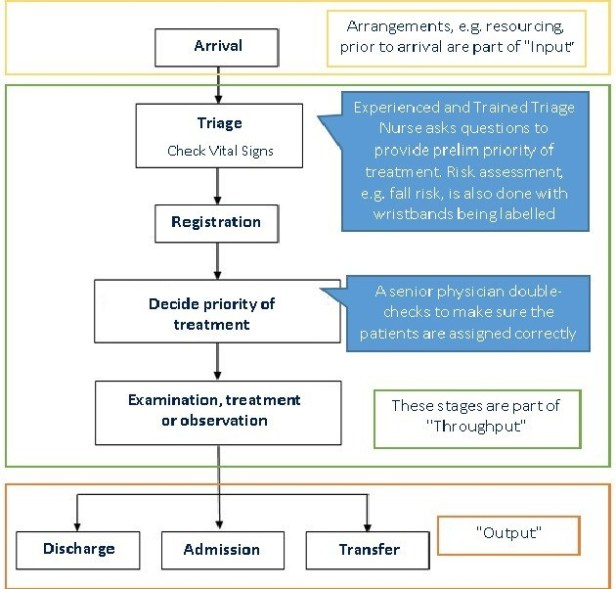 Arrival
Arrangements, e.g. resourcing,
prior to arrival are part of "Input"
Triage
Check Vital Signs
Experienced and Trained Triage
Nurse asks questions to
provide prelim priority of
treatment. Risk assessment,
e.g. fall risk, is also done with
wristbands being labelled
Registration
Decide priority of
treatment
A senior physician double-
checks to make sure the
patients are assigned correctly
Examination, treatment
or observation
These stages are part of
"Throughput"
Discharge
Admission
Transfer
"Output"